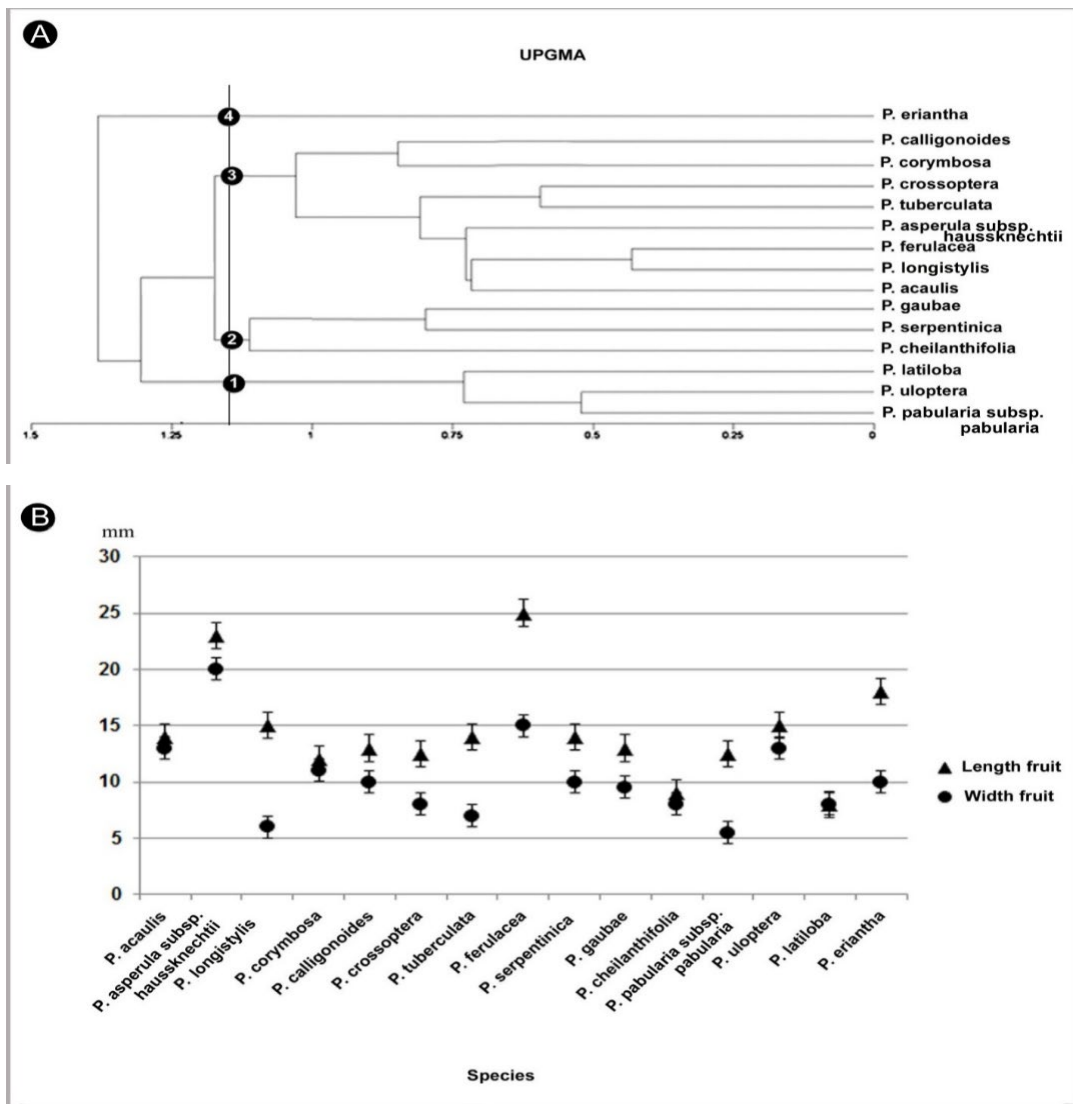 A
UPGMA
4
P. eriantha
P. calligonoides
3
P. corymbosa
P. crossoptera
P. tuberculata
P. asperula subsp.
haussknechtii
P. ferulacea
P. longistylis
P. acaulis
P. gaubae
P. serpentinica
2
P. cheilanthifolia
P. latiloba
1
P. uloptera
P. pabularia subsp.
pabularia
1.5 1.25 1 0.75 0.5 0.25 0
B
mm
30
25
20
15
10
5
0
Length fruit
Width fruit
P. acaulis
P. asperula subsp.
haussknechtii
P. longistylis
P. corymbosa
P. calligonoides
P. crossoptera
P. tuberculata
P. ferulacea
P. serpentinica
P. gaubae
P. cheilanthifolia
P. pabularia subsp.
pabularia
P. uloptera
P. latiloba
P. eriantha
Species